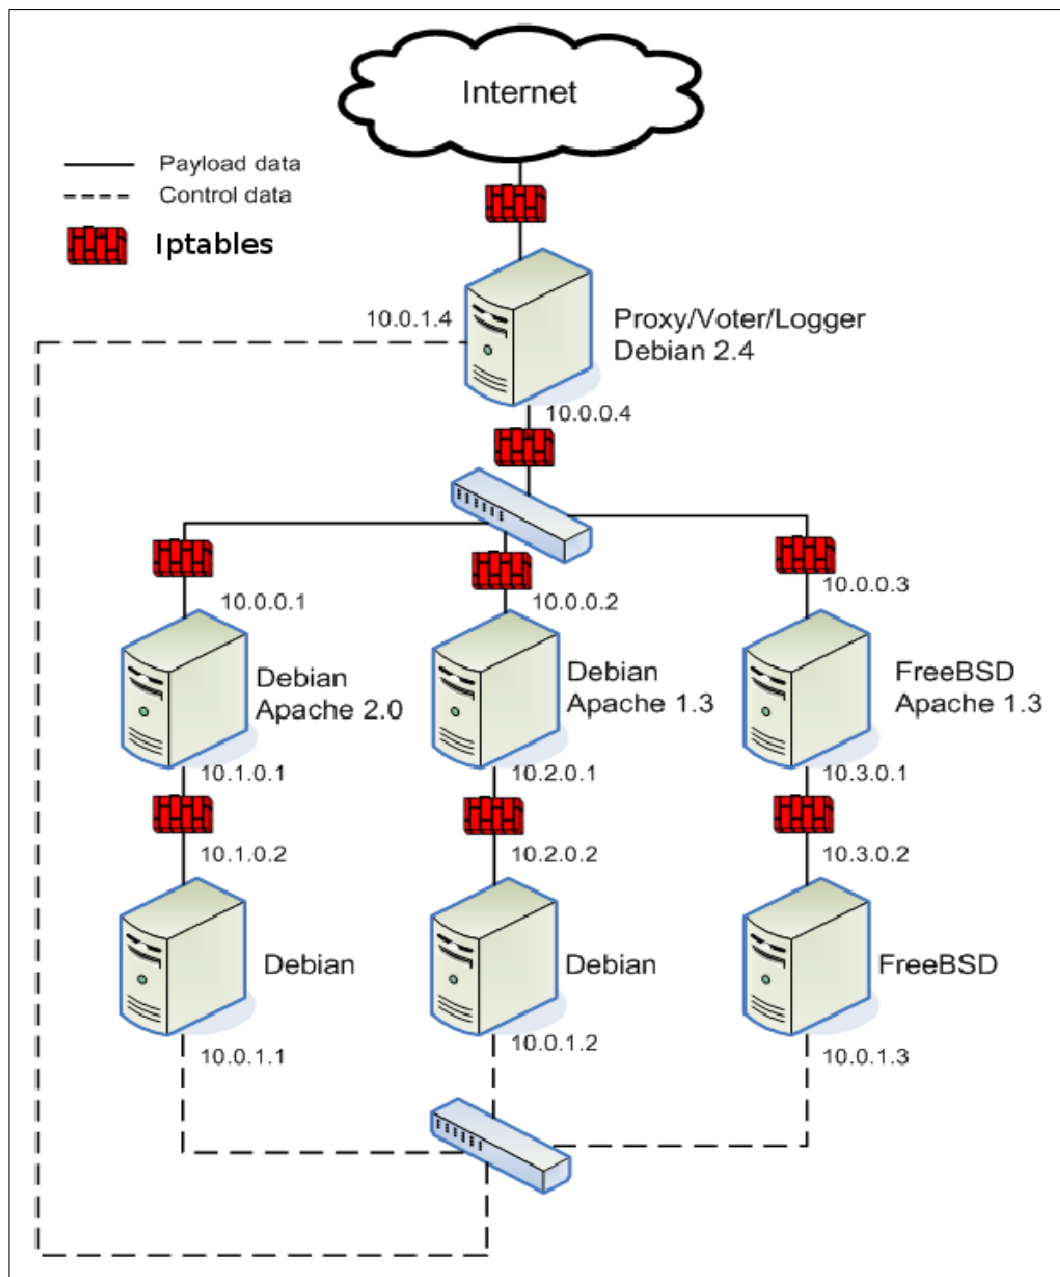 Internet
Payload data
Control data
Iptables
10.0.1.4
Proxy/Voter/Logger
Debian 2.4
10.0.0.4
10.0.0.1
10.0.0.2
10.0.0.3
Debian
Apache 2.0
Debian
Apache 1.3
FreeBSD
Apache 1.3
10.1.0.1
10.2.0.1
10.3.0.1
10.1.0.2
10.2.0.2
10.3.0.2
Debian
Debian
FreeBSD
10.0.1.1
10.0.1.2
10.0.1.3